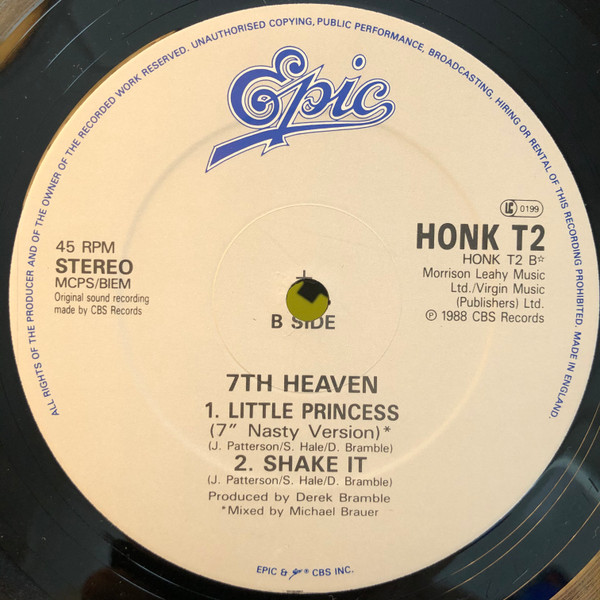 ALL RIGHTS OF THE PRODUCER AND OF THE OWNER OF THE RECORDED WORK RESERVED. UNAUTHORISED COPYING, PUBLIC PERFORMANCE, BROADCASTING, HIRING OR RENTAL OF THIS RECORDING PROHIBITED. MADE IN ENGLAND.
Epic
LC 0199
45 RPM
STEREO
MCPS/BIEM
Original sound recording
made by CBS Records
HONK T2
HONK T2 B☆
Morrison Leahy Music
Ltd./Virgin Music
(Publishers) Ltd.
℗ 1988 CBS Records
B SIDE
7TH HEAVEN
1. LITTLE PRINCESS
(7" Nasty Version)*
(J. Patterson/S. Hale/D. Bramble)
2. SHAKE IT
(J. Patterson/S. Hale/D. Bramble)
Produced by Derek Bramble
*Mixed by Michael Brauer
EPIC & ® CBS INC.